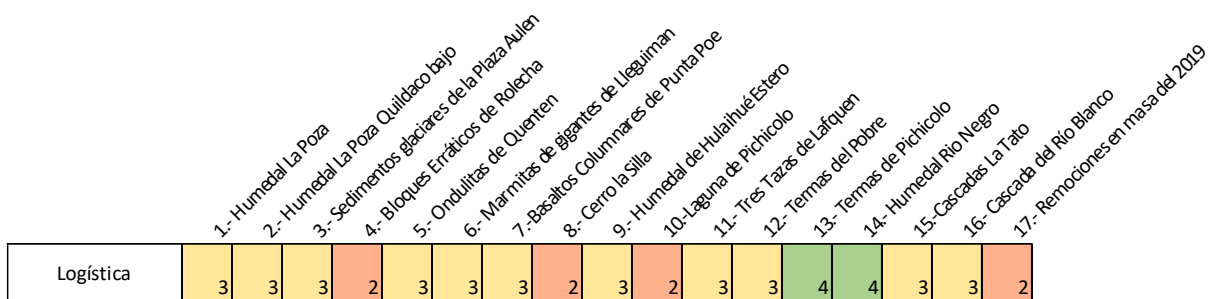 1.- Humedal La Poza
2.- Humedal La Poza Quildaco bajo
3.- Sedimentos glaciares de la Plaza Aulen
4.- Bloques Erráticos de Rolecha
5.- Ondulitas de Quenten
6.- Marmitas de gigantes de Lleguiman
7.-Basaltos Columnares de Punta Poe
8.- Cerro la Silla
9.- Humedal de Hulaihué Estero
10.-Laguna de Pichicolo
11.- Tres Tazas de Lafquen
12.- Termas del Pobre
13.- Termas de Pichicolo
14.- Humedal Río Negro
15.-Cascadas La Tato
16.- Cascada del Río Blanco
17.- Remociones en masa del 2019
Logística 3 3 3 2 3 3 3 2 3 2 3 3 4 4 3 3 2